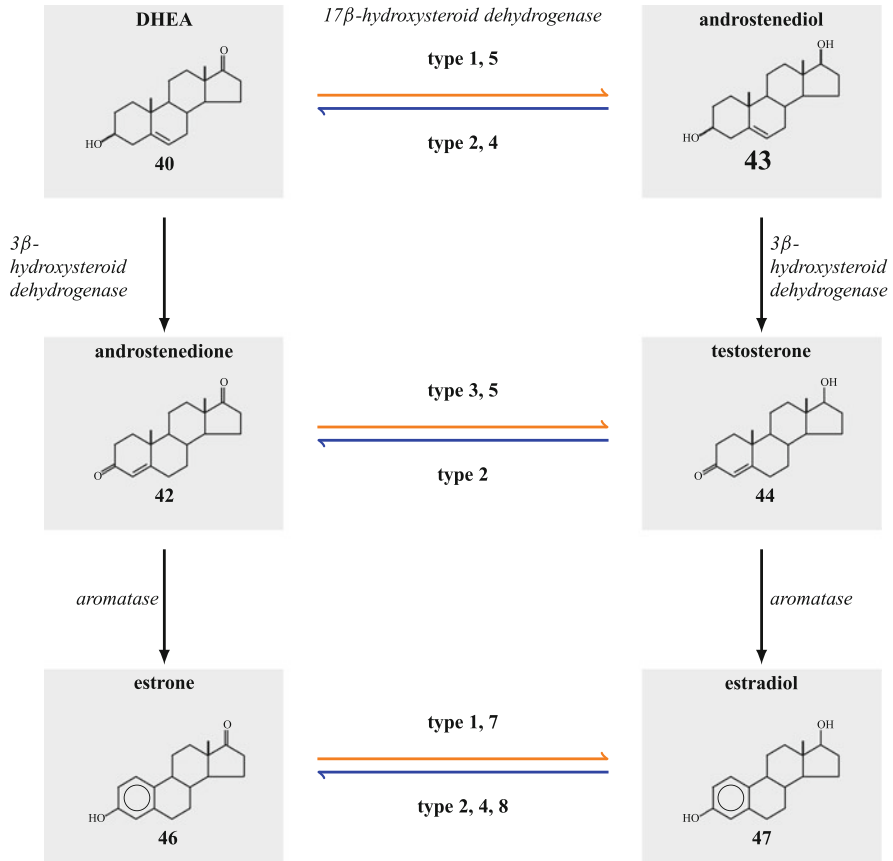 DHEA
17β-hydroxysteroid dehydrogenase
androstenediol
O
OH
type 1, 5
HO
HO
type 2, 4
40
43
3β-
hydroxysteroid
dehydrogenase
3β-
hydroxysteroid
dehydrogenase
androstenedione
testosterone
O
OH
type 3, 5
O
O
type 2
42
44
aromatase
aromatase
estrone
estradiol
O
OH
type 1, 7
HO
HO
type 2, 4, 8
46
47